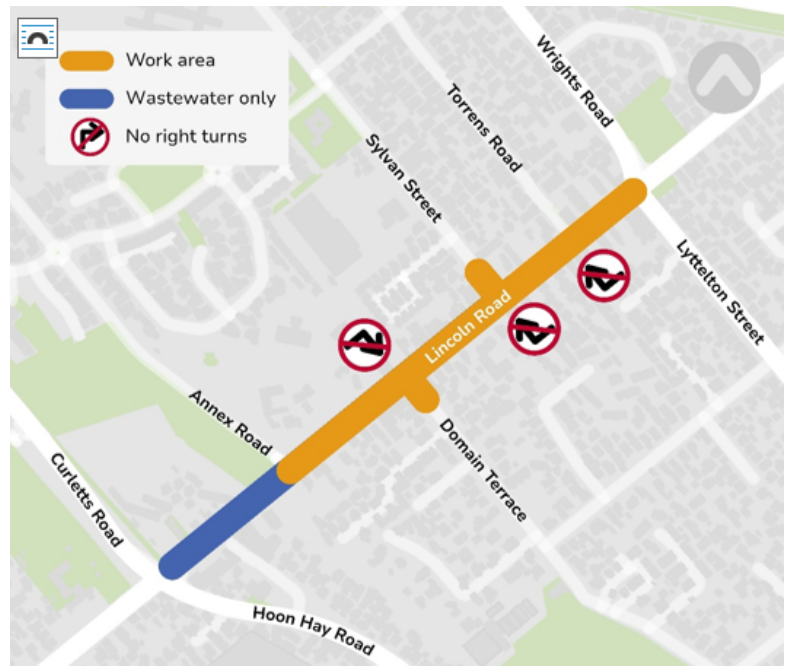 Work area
Wastewater only
No right turns
Wrights Road
Torrens Road
Sylvan Street
Lyttelton Street
Lincoln Road
Annex Road
Domain Terrace
Curletts Road
Hoon Hay Road